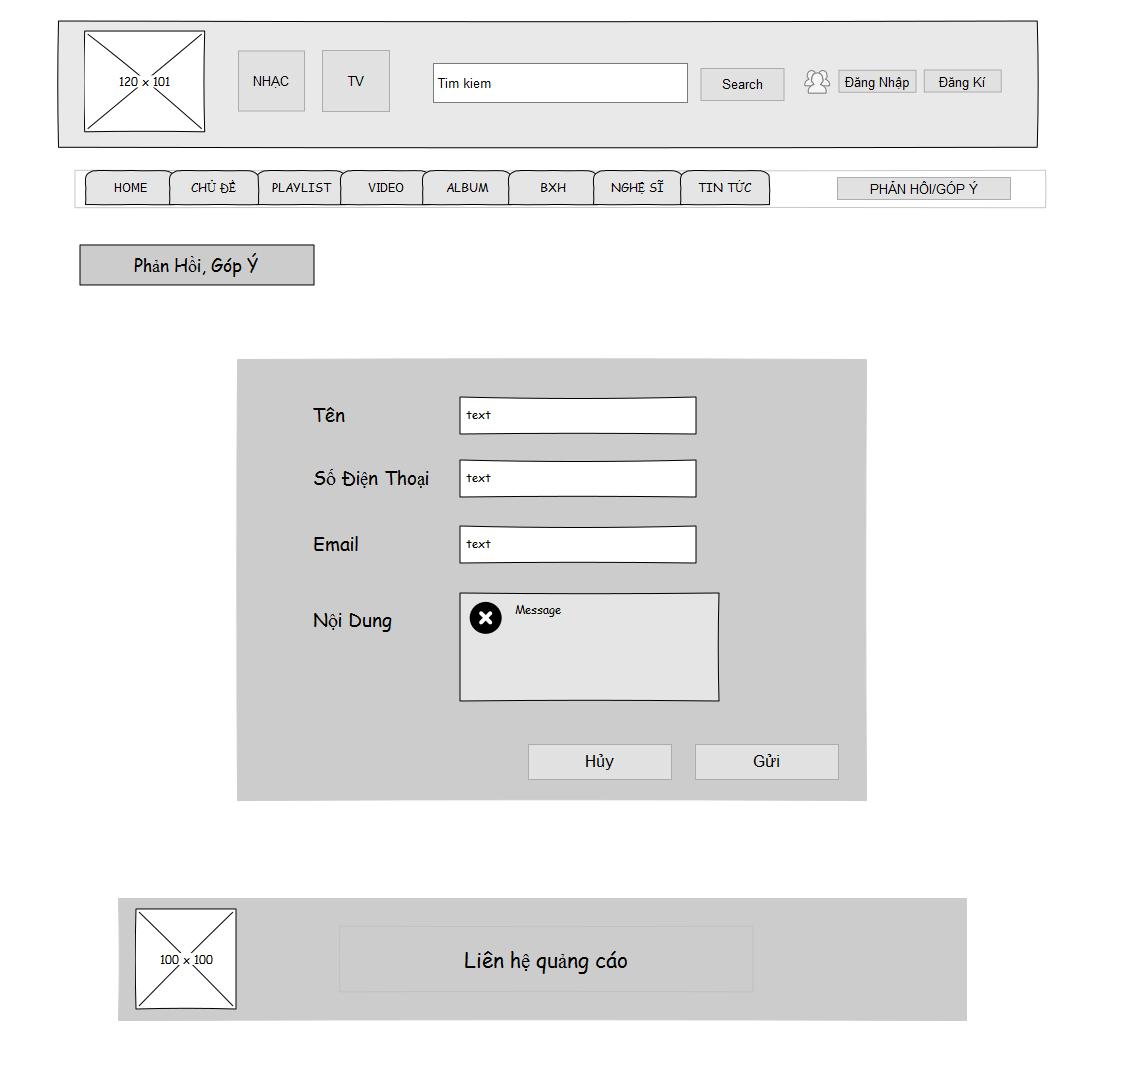 120 x 101
NHẠC
TV
Tim kiem
Search
Đăng Nhập
Đăng Kí
HOME
CHỦ ĐỀ
PLAYLIST
VIDEO
ALBUM
BXH
NGHỆ SĨ
TIN TỨC
PHẢN HỒI/GÓP Ý
Phản Hồi, Góp Ý
Tên
text
Số Điện Thoại
text
Email
text
Nội Dung
Message
Hủy
Gửi
100 x 100
Liên hệ quảng cáo